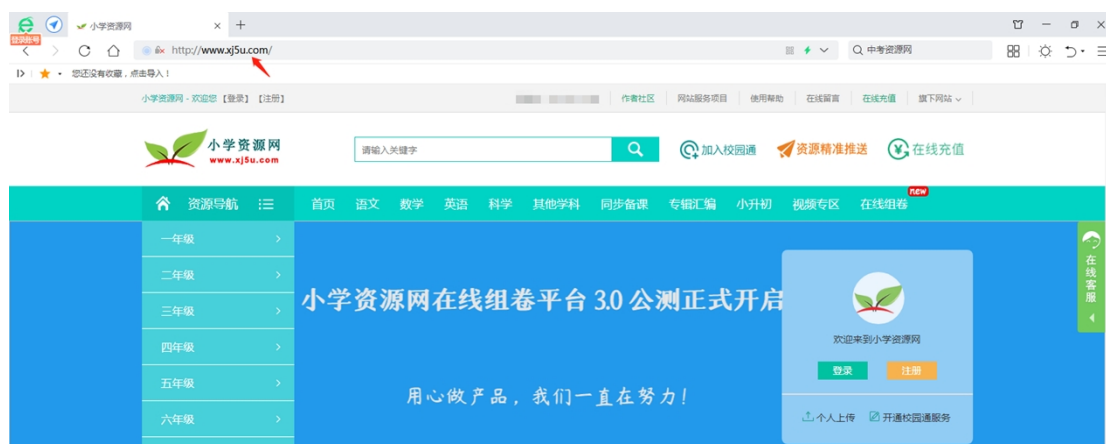 小学资源网
登录账号
http://www.xj5u.com/
中考资源网
您还没有收藏，点击导入！
小学资源网 - 欢迎您【登录】【注册】
作者社区 网站服务项目 使用帮助 在线留言 在线充值 旗下网站
小学资源网
www.xj5u.com
请输入关键字
加入校园通
资源精准推送
在线充值
new
资源导航 首页 语文 数学 英语 科学 其他学科 同步备课 专辑汇编 小升初 视频专区 在线组卷
一年级
二年级
三年级
四年级
五年级
六年级
小学资源网在线组卷平台 3.0 公测正式开启
用心做产品，我们一直在努力！
欢迎来到小学资源网
登录 注册
个人上传 开通校园通服务
在线客服